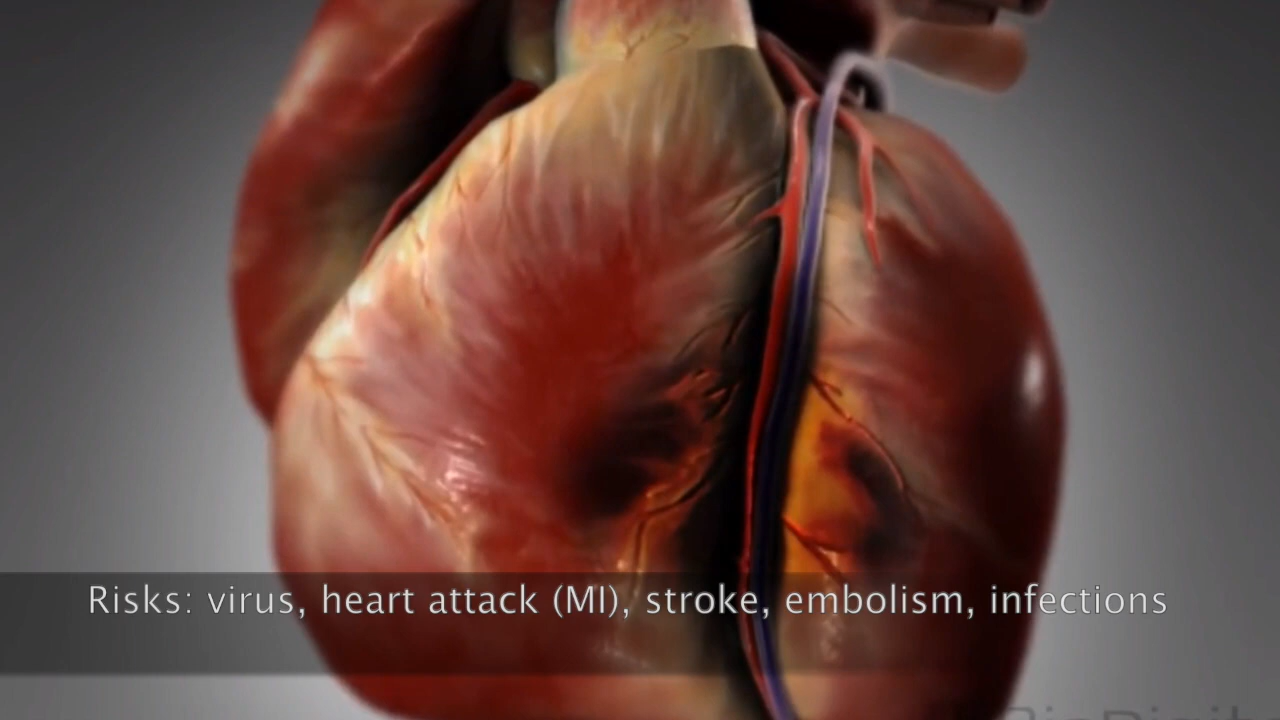 Risks: virus, heart attack (MI), stroke, embolism, infections